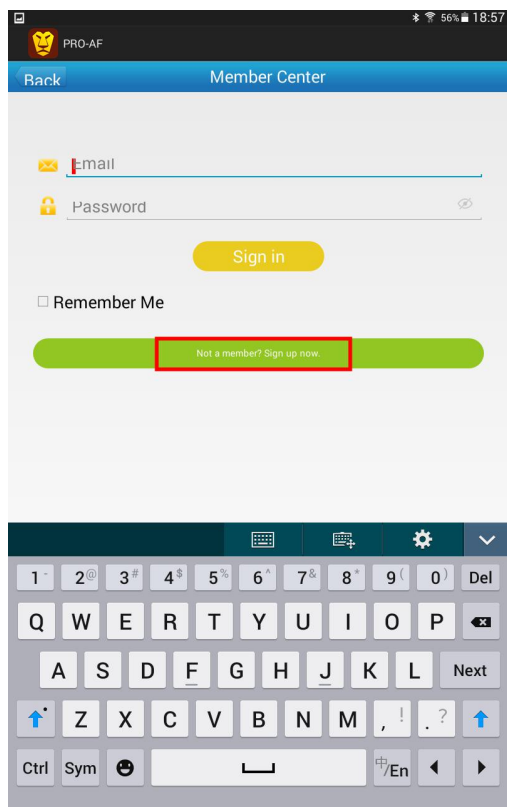 56% 18:57
PRO-AF
Back Member Center
Email
Password
Sign in
Remember Me
Not a member? Sign up now.
1 - 2 @ 3 # 4 $ 5 % 6 ^ 7 & 8 * 9 ( 0 ) Del
Q W E R T Y U I O P
A S D F G H J K L Next
Z X C V B N M , ! . ?
Ctrl Sym 中/En